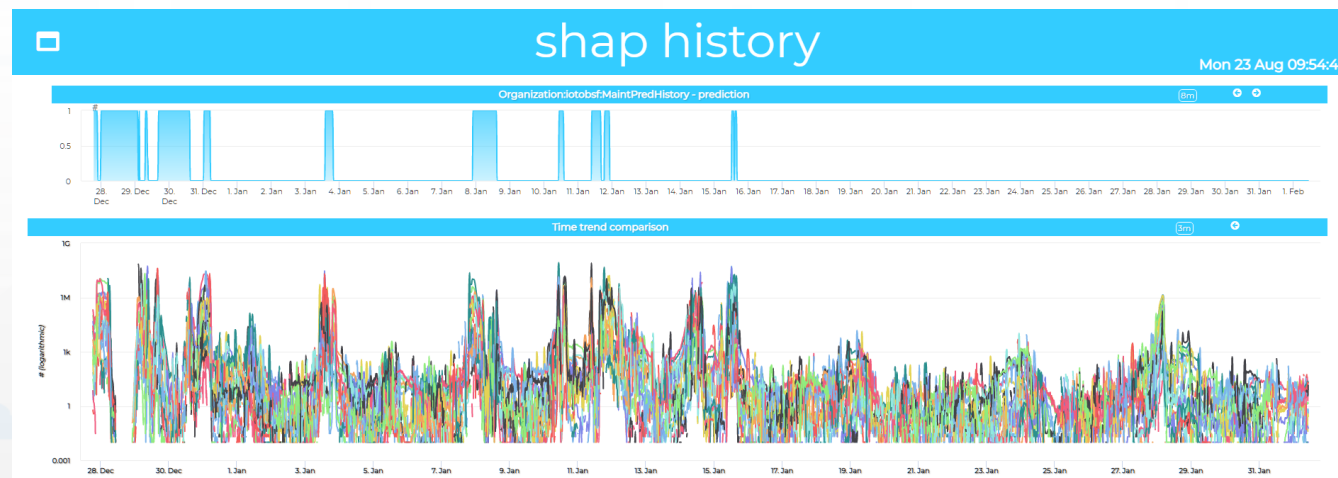 shap history
Mon 23 Aug 09:54:4
Organization:iotobsf:MaintPredHistory - prediction
8m
1
0.5
0
28. Dec 29. Dec 30. Dec 31. Dec 1. Jan 2. Jan 3. Jan 4. Jan 5. Jan 6. Jan 7. Jan 8. Jan 9. Jan 10. Jan 11. Jan 12. Jan 13. Jan 14. Jan 15. Jan 16. Jan 17. Jan 18. Jan 19. Jan 20. Jan 21. Jan 22. Jan 23. Jan 24. Jan 25. Jan 26. Jan 27. Jan 28. Jan 29. Jan 30. Jan 31. Jan 1. Feb
Time trend comparison
3m
# (logarithmic)
1G
1M
1k
1
0.001
28. Dec 30. Dec 1. Jan 3. Jan 5. Jan 7. Jan 9. Jan 11. Jan 13. Jan 15. Jan 17. Jan 19. Jan 21. Jan 23. Jan 25. Jan 27. Jan 29. Jan 31. Jan